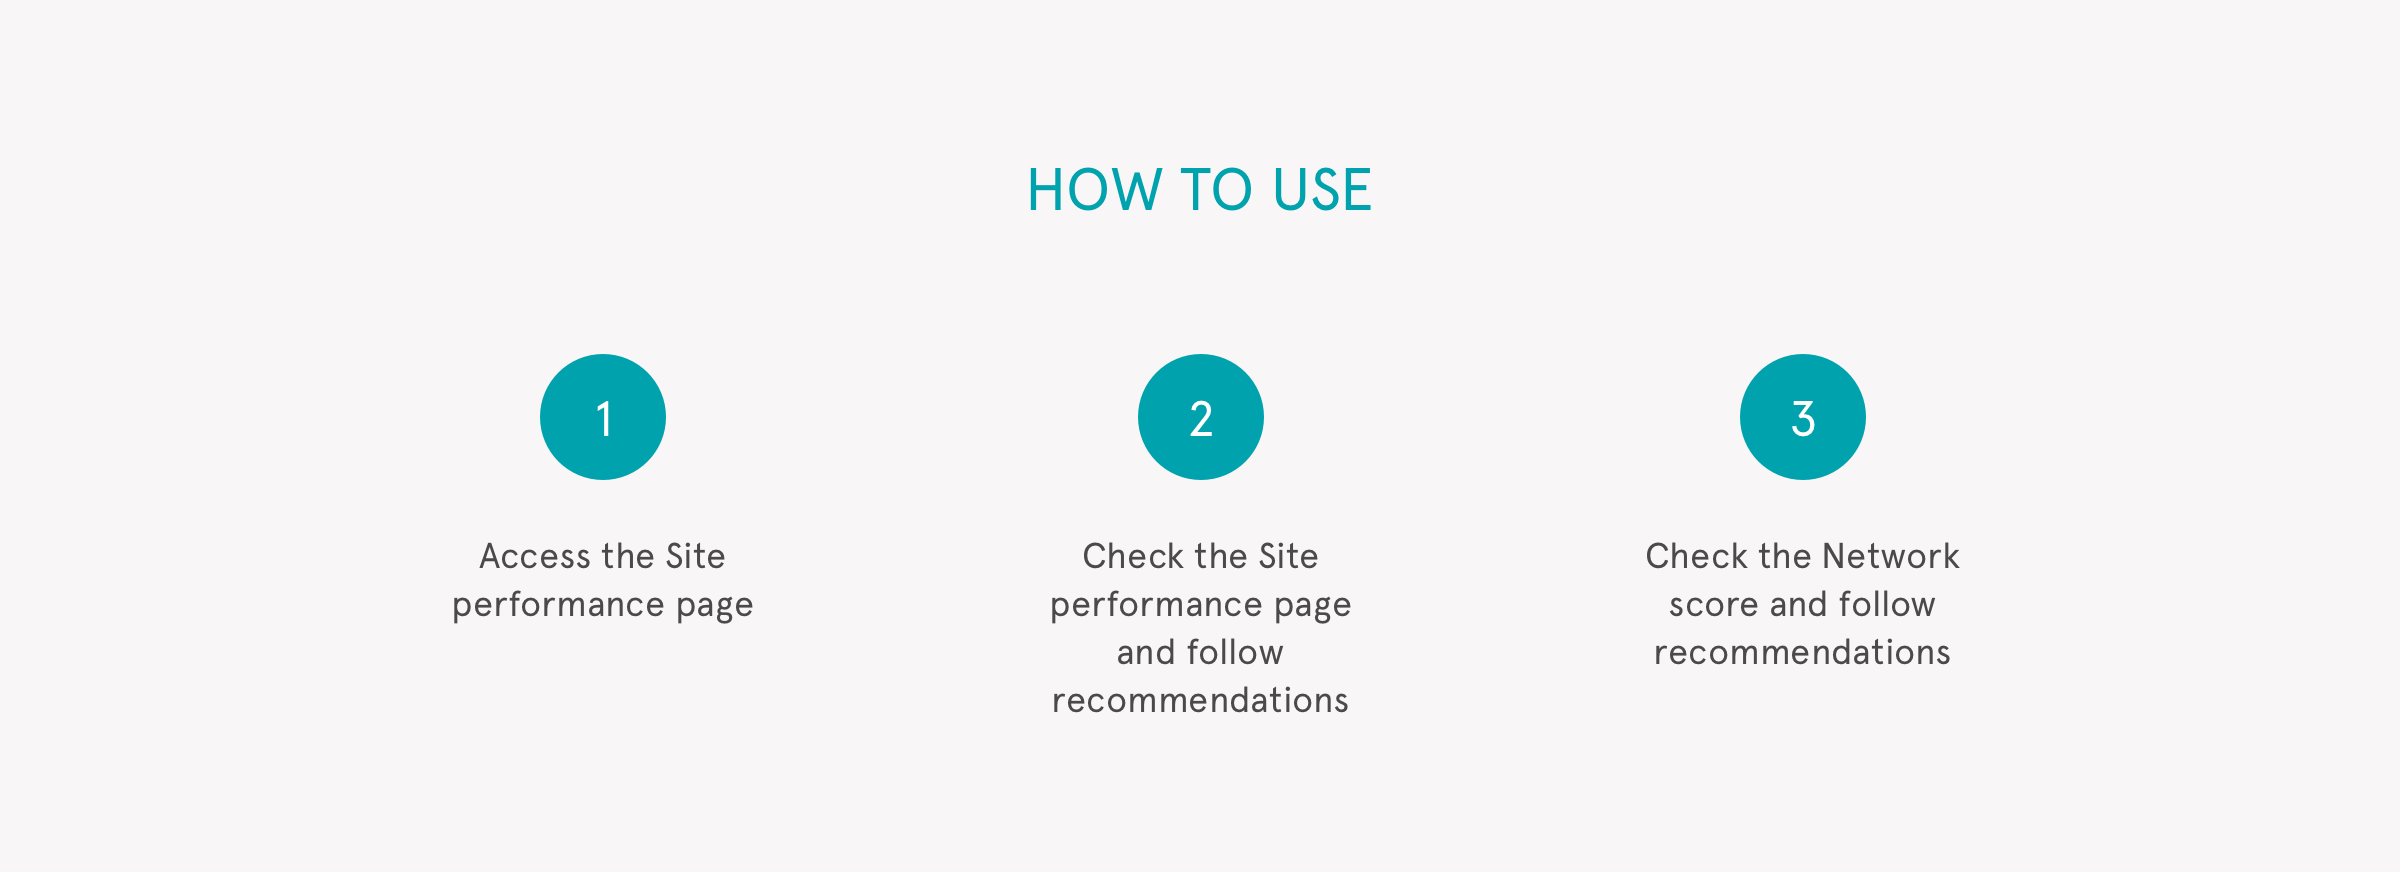 HOW TO USE
1
Access the Site
performance page
2
Check the Site
performance page
and follow
recommendations
3
Check the Network
score and follow
recommendations